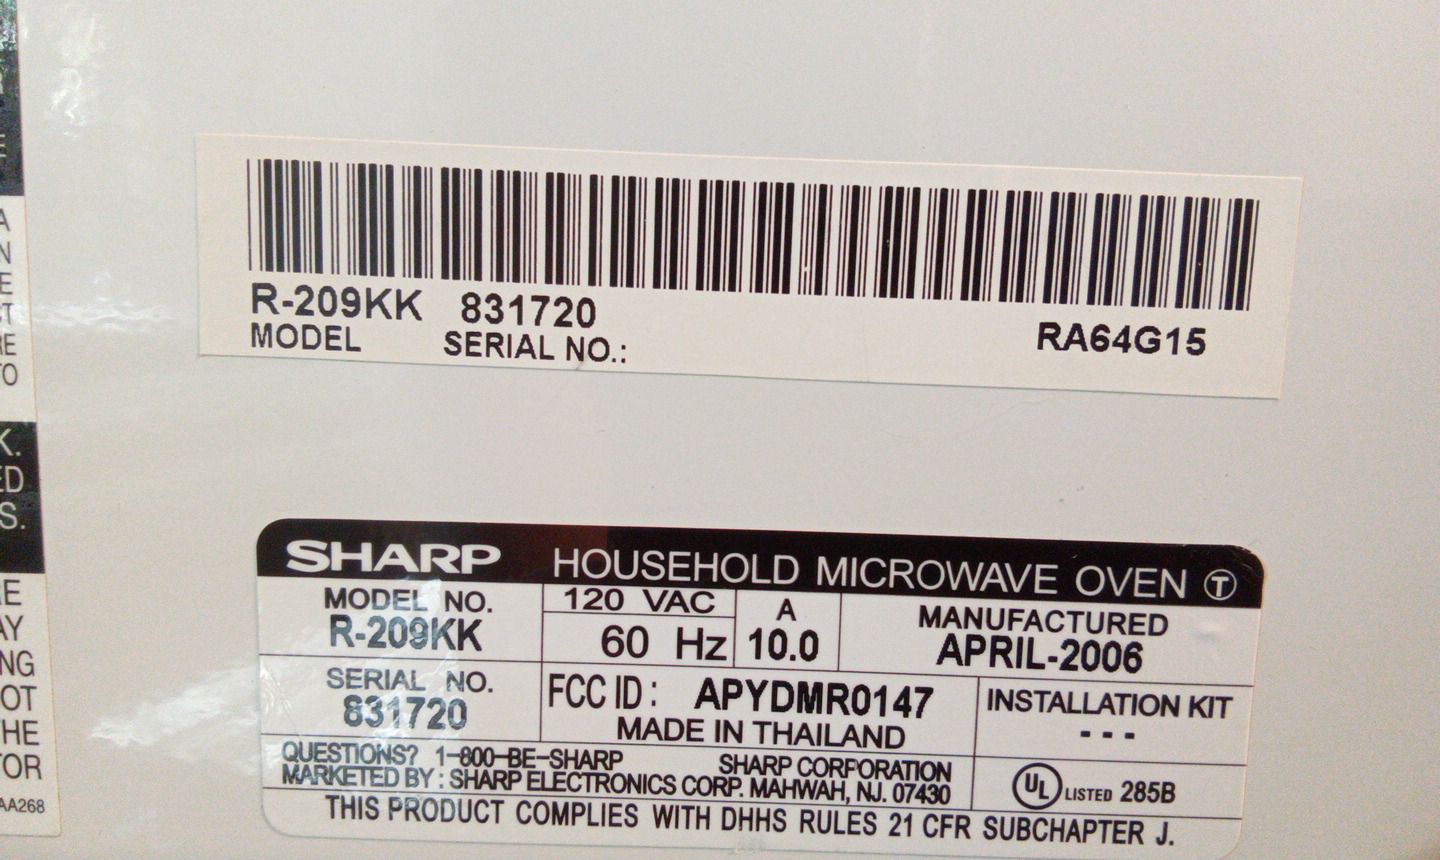 R-209KK 831720
MODEL SERIAL NO.:
RA64G15
SHARP HOUSEHOLD MICROWAVE OVEN T
MODEL NO.
R-209KK
120 VAC
60 Hz
A
10.0
MANUFACTURED
APRIL-2006
SERIAL NO.
831720
FCC ID : APYDMR0147
MADE IN THAILAND
INSTALLATION KIT
---
QUESTIONS? 1-800-BE-SHARP SHARP CORPORATION
MARKETED BY : SHARP ELECTRONICS CORP. MAHWAH, NJ. 07430
UL LISTED 285B
THIS PRODUCT COMPLIES WITH DHHS RULES 21 CFR SUBCHAPTER J.